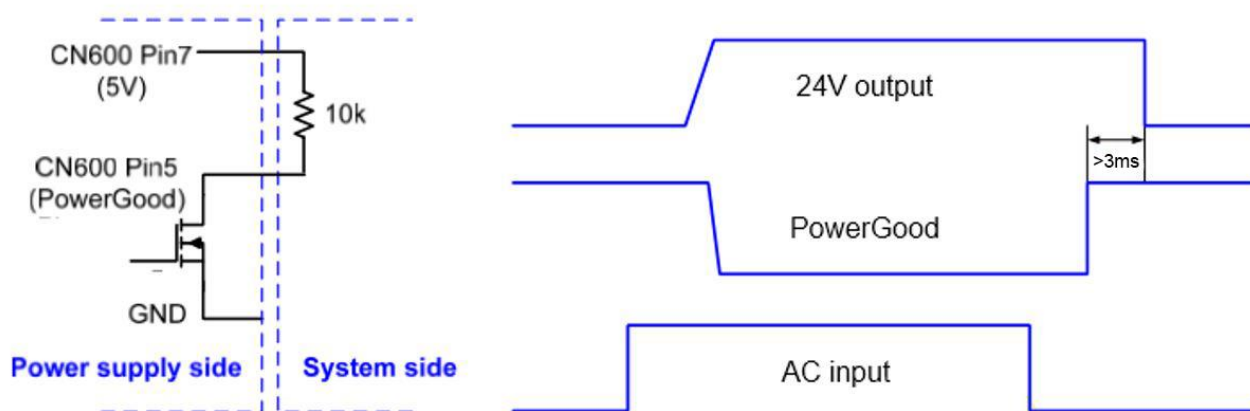 CN600 Pin7
(5V)
10k
CN600 Pin5
(PowerGood)
GND
Power supply side
System side
24V output
>3ms
PowerGood
AC input